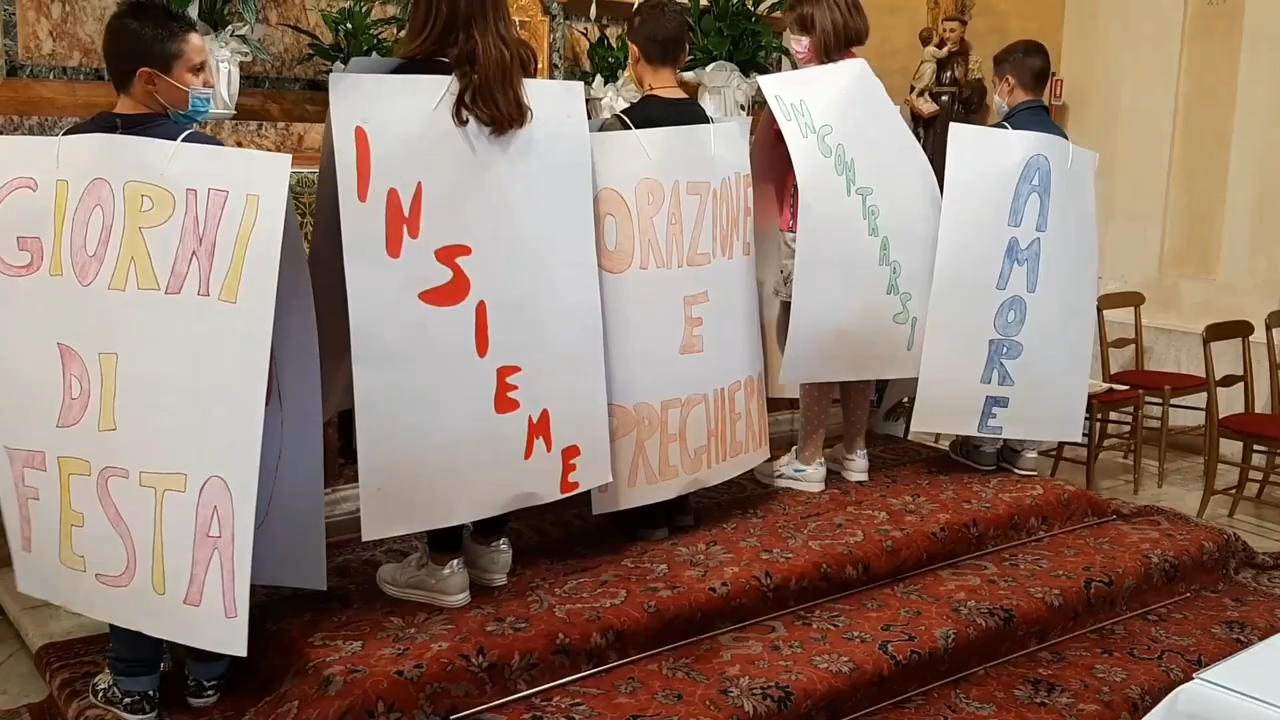 GIORNI
DI
FESTA
INSIEME
ORAZIONE
E
PREGHIERA
INCONTRARSI
AMORE